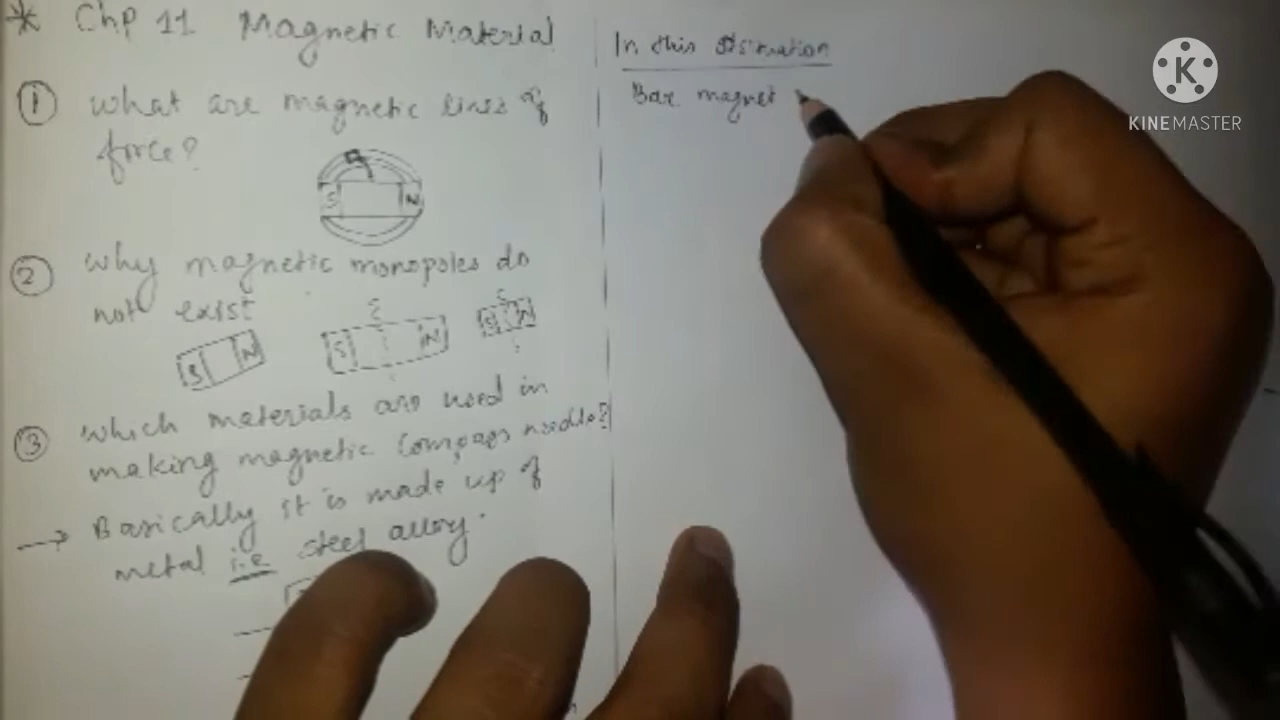 * Chp 11 Magnetic Material
① What are magnetic lines of
force?
S N
② Why magnetic monopoles do
not exist
S N S N S N
③ Which materials are used in
making magnetic compass needle?
→ Basically it is made up of
metal i.e steel alloy.
In this
Bar magnet
K
KINEMASTER